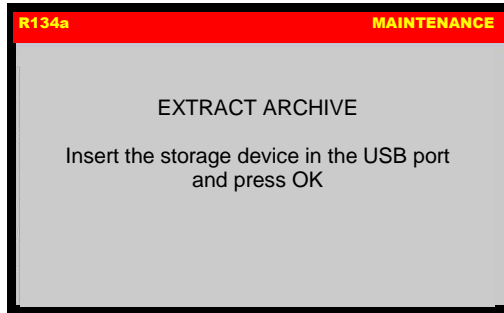 R134a MAINTENANCE
EXTRACT ARCHIVE
Insert the storage device in the USB port
and press OK